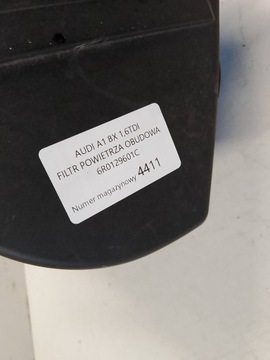 AUDI A1 8X 1.6TDI
FILTR POWIETRZA OBUDOWA
6R0129601C
Numer magazynowy 4411